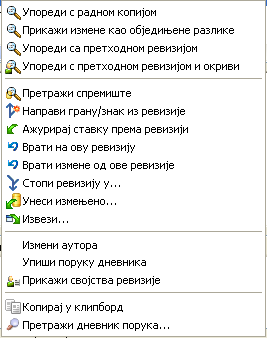 Упореди с радном копијом
Прикажи измене као обједињене разлике
Упореди са претходном ревизијом
Упореди с претходном ревизијом и окриви
Претражи спремиште
Направи грану/знак из ревизије
Ажурирај ставку према ревизији
Врати на ову ревизију
Врати измене од ове ревизије
Стопи ревизију у...
Унеси измењено...
Извези...
Измени аутора
Упиши поруку дневника
Прикажи својства ревизије
Копирај у клипборд
Претражи дневник порука...